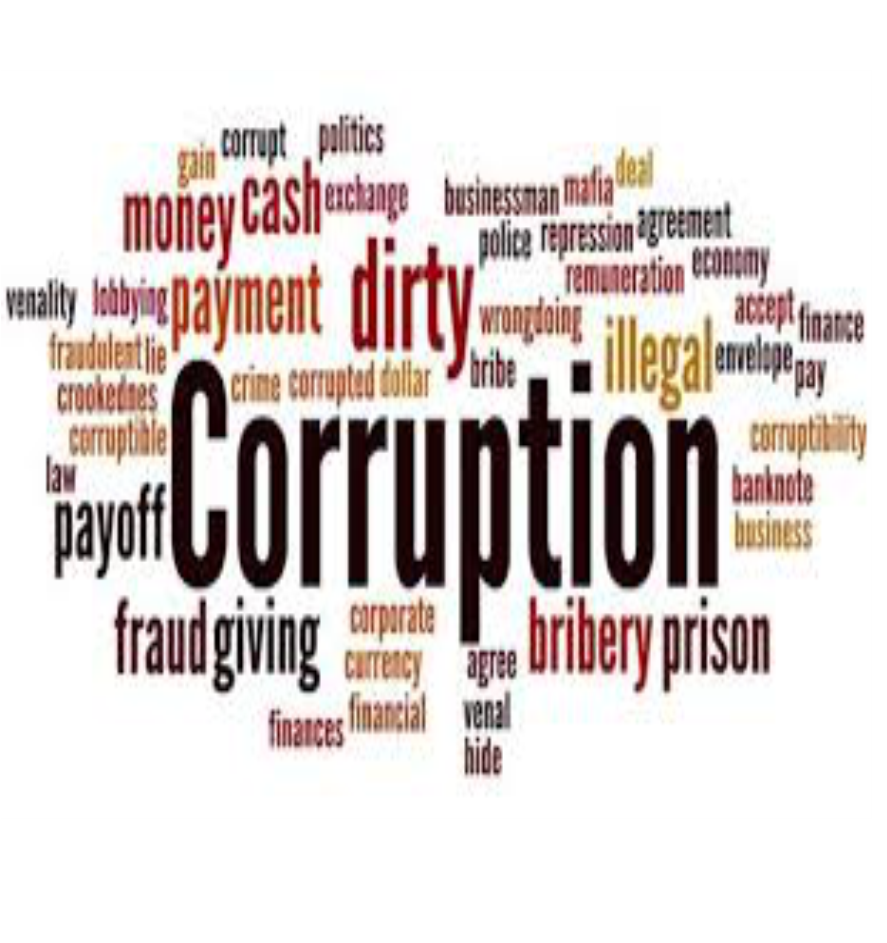 politics
corrupt
gain
deal
cash
exchange
businessman
mafia
money
agreement
police
repression
economy
remuneration
dirty
venality
lobbying
payment
accept
wrongdoing
finance
illegal
fraudulent
lie
envelope
bribe
pay
crime
corrupted
dollar
crookednes
corruptible
corruptibility
Corruption
law
banknote
payoff
business
corporate
fraud
giving
bribery
prison
currency
agree
financial
venal
finances
hide